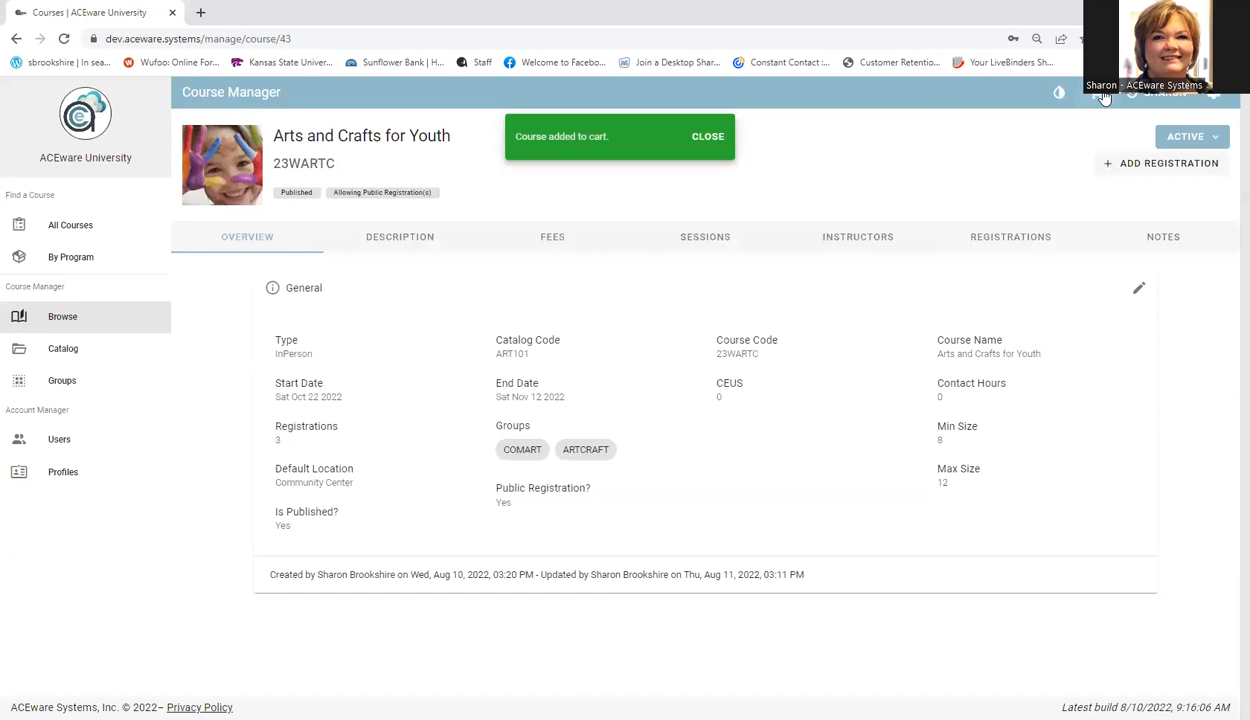 Courses | ACEware University
dev.aceware.systems/manage/course/43
sbrookshire | In sea...
Wufoo: Online For...
Kansas State Univer...
Sunflower Bank | H...
Staff
Welcome to Facebo...
Join a Desktop Shar...
Constant Contact :...
Customer Retentio...
Your LiveBinders Sh...
Sharon - ACEware Systems
ACEware University
Find a Course
All Courses
By Program
Course Manager
Browse
Catalog
Groups
Account Manager
Users
Profiles
Course Manager
Arts and Crafts for Youth
23WARTC
Published
Allowing Public Registration(s)
Course added to cart.
CLOSE
ACTIVE
+ ADD REGISTRATION
OVERVIEW
DESCRIPTION
FEES
SESSIONS
INSTRUCTORS
REGISTRATIONS
NOTES
General
Type
InPerson
Catalog Code
ART101
Course Code
23WARTC
Course Name
Arts and Crafts for Youth
Start Date
Sat Oct 22 2022
End Date
Sat Nov 12 2022
CEUS
0
Contact Hours
0
Registrations
3
Groups
COMART
ARTCRAFT
Min Size
8
Default Location
Community Center
Public Registration?
Yes
Max Size
12
Is Published?
Yes
Created by Sharon Brookshire on Wed, Aug 10, 2022, 03:20 PM - Updated by Sharon Brookshire on Thu, Aug 11, 2022, 03:11 PM
ACEware Systems, Inc. © 2022– Privacy Policy
Latest build 8/10/2022, 9:16:06 AM